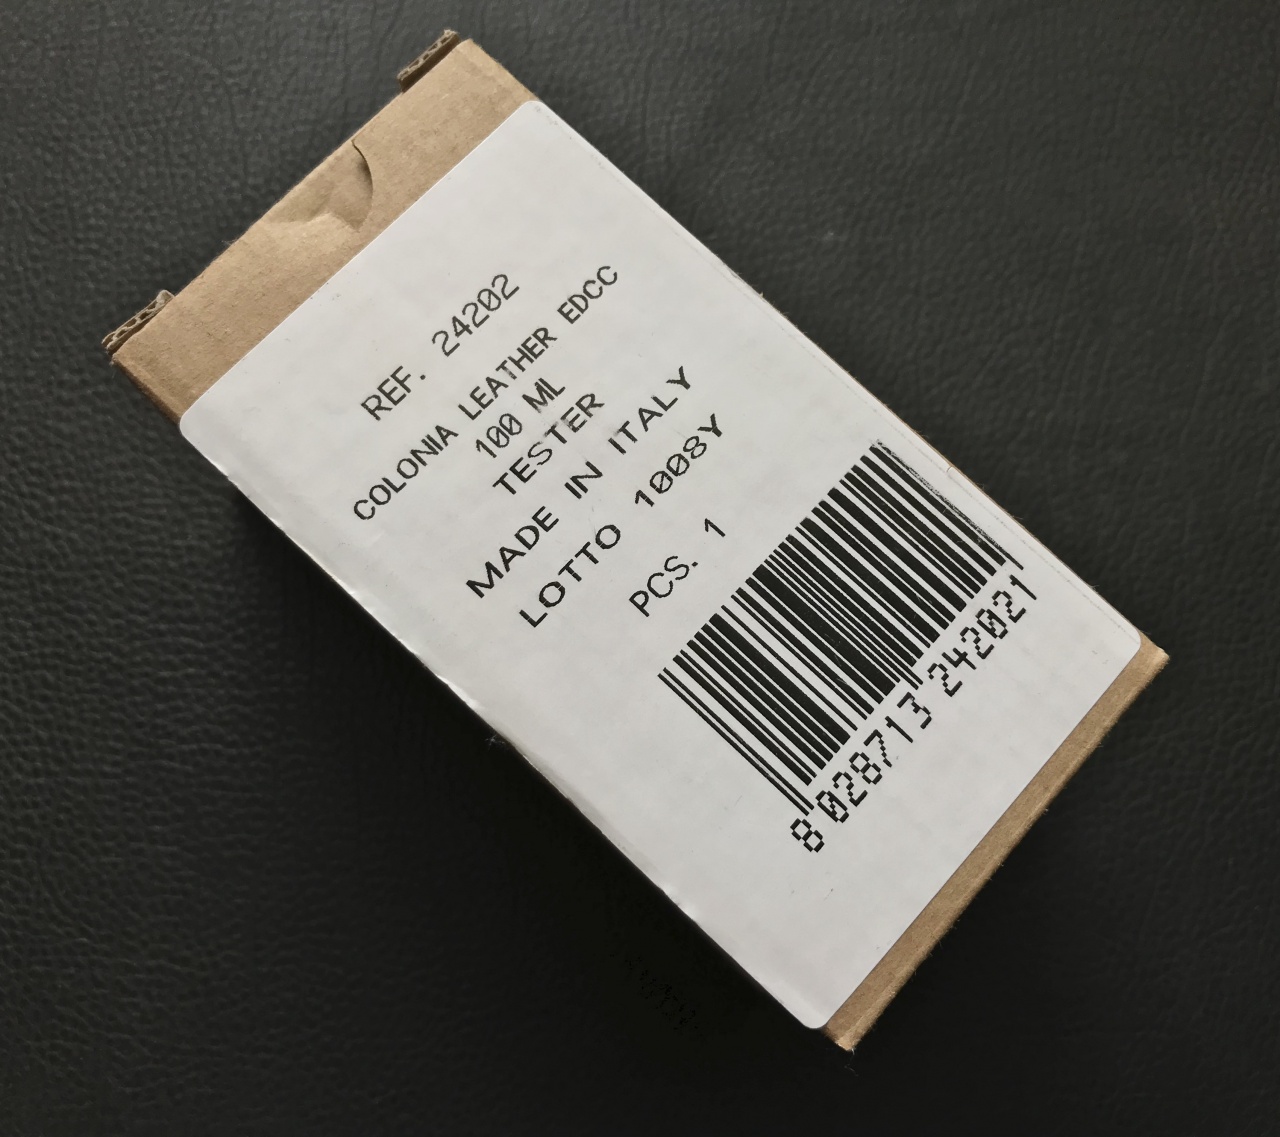 REF. 24202
COLONIA LEATHER EDCC
100 ML
TESTER
MADE IN ITALY
LOTTO 1008Y
PCS. 1
8 028713 242021